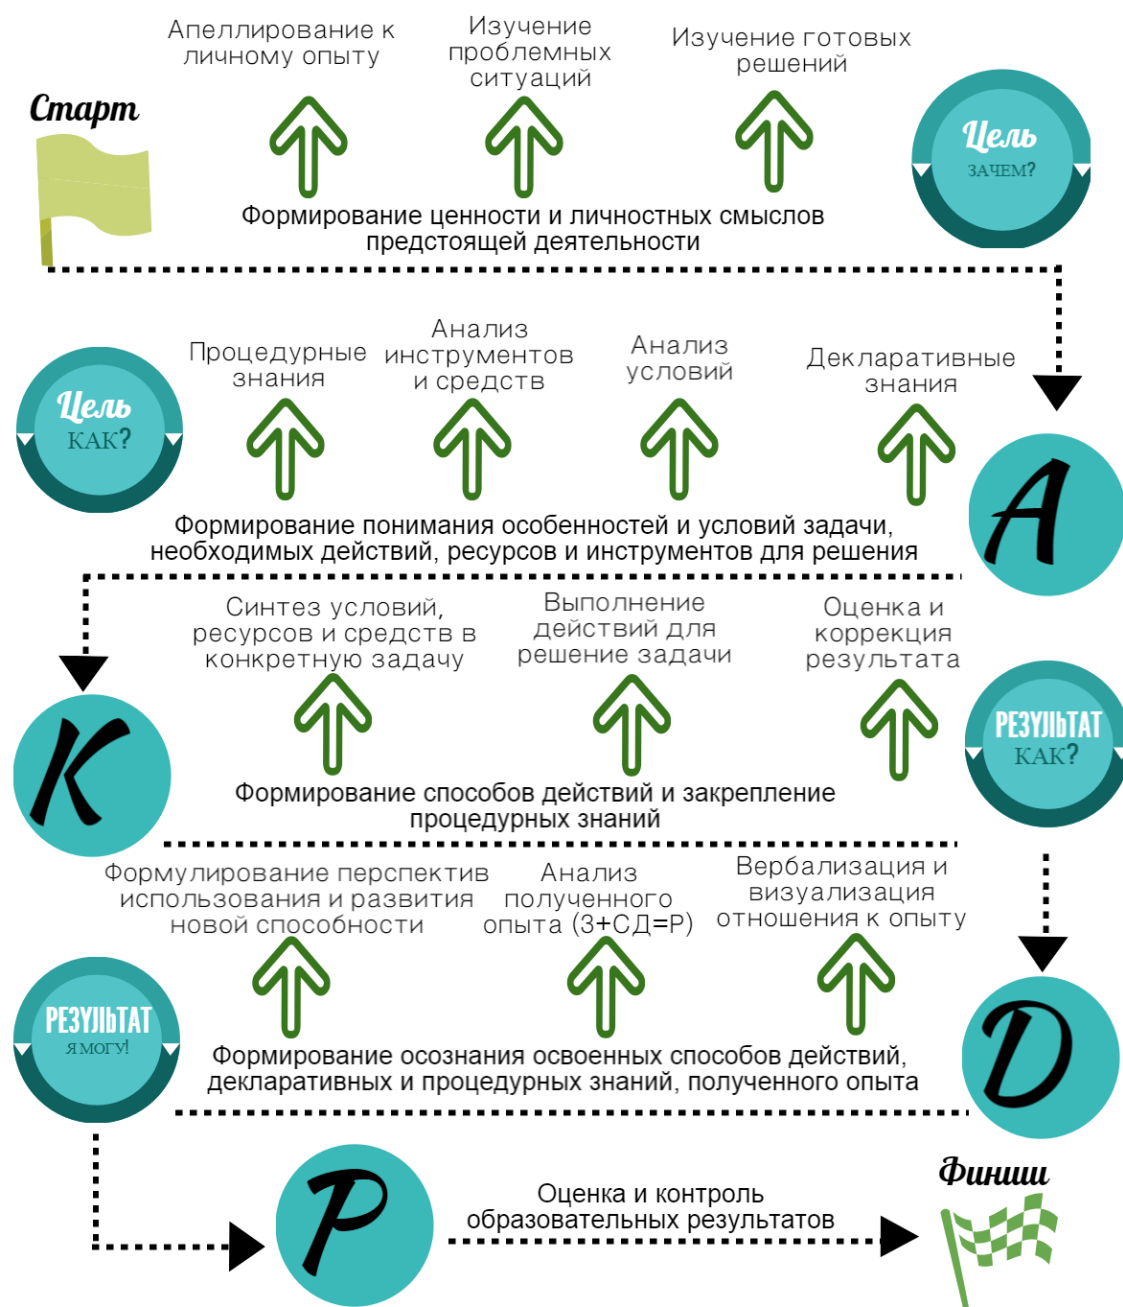 Апеллирование к
личному опыту
Изучение
проблемных
ситуаций
Изучение готовых
решений
Старт
Цель
ЗАЧЕМ?
Формирование ценности и личностных смыслов
предстоящей деятельности
Цель
КАК?
Процедурные
знания
Анализ
инструментов
и средств
Анализ
условий
Декларативные
знания
А
Формирование понимания особенностей и условий задачи,
необходимых действий, ресурсов и инструментов для решения
Синтез условий,
ресурсов и средств в
конкретную задачу
Выполнение
действий для
решение задачи
Оценка и
коррекция
результата
К
РЕЗУЛЬТАТ
КАК?
Формирование способов действий и закрепление
процедурных знаний
Формулирование перспектив
использования и развития
новой способности
Анализ
полученного
опыта (З+СД=Р)
Вербализация и
визуализация
отношения к опыту
РЕЗУЛЬТАТ
Я МОГУ!
D
Формирование осознания освоенных способов действий,
декларативных и процедурных знаний, полученного опыта
Р
Оценка и контроль
образовательных результатов
Финиш